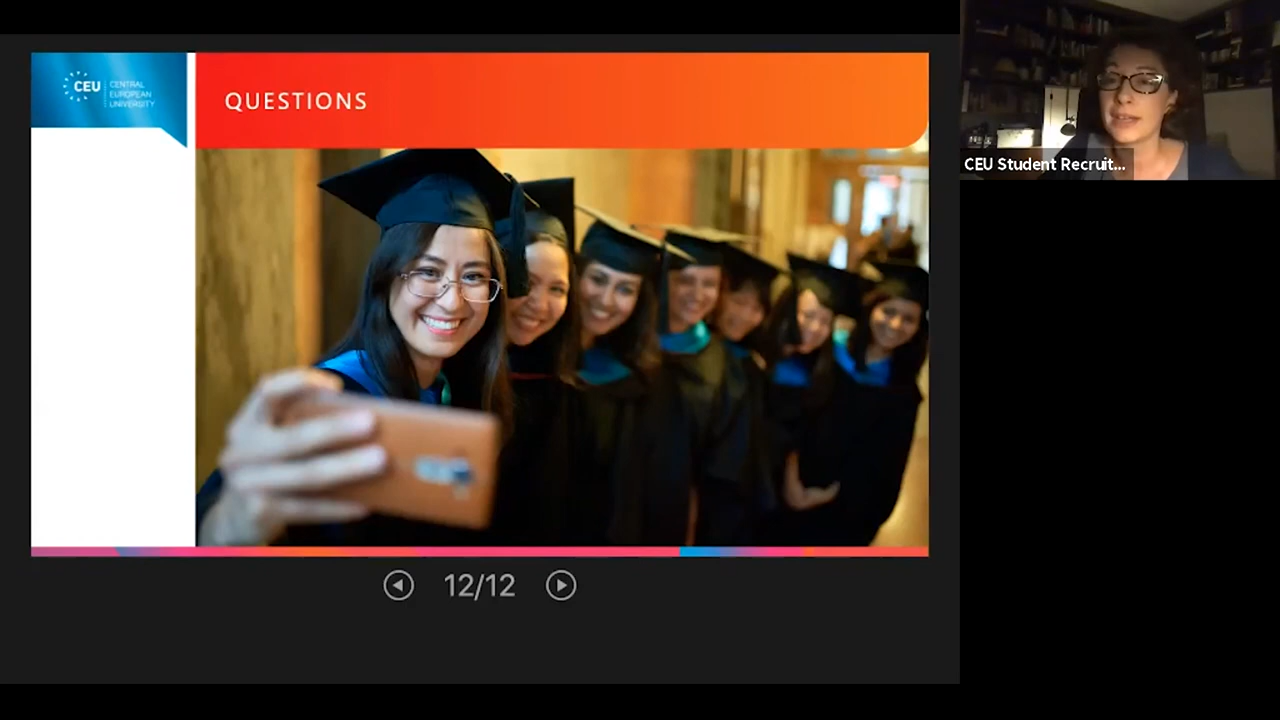 CEU
CENTRAL
EUROPEAN
UNIVERSITY
QUESTIONS
CEU Student Recruit...
12/12